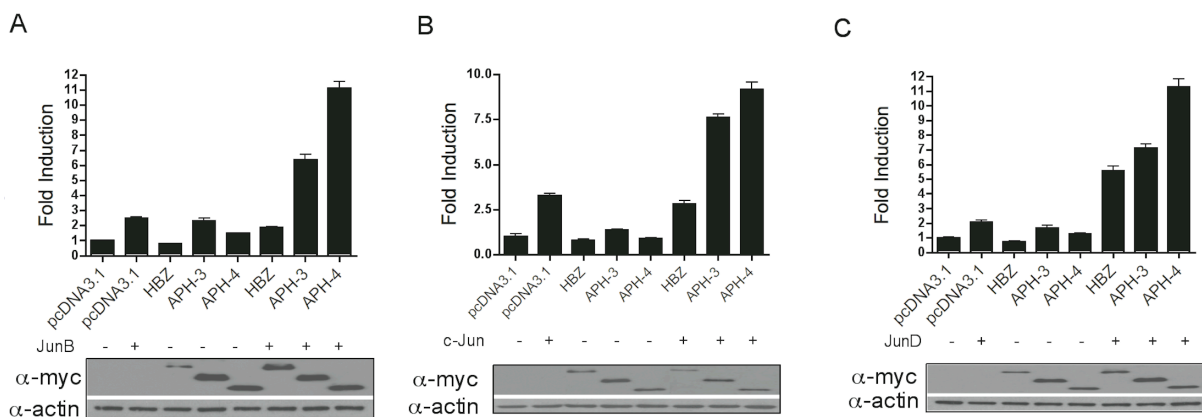 A
Fold Induction
12
11
10
9
8
7
6
5
4
3
2
1
0
pcDNA3.1
pcDNA3.1
HBZ
APH-3
APH-4
HBZ
APH-3
APH-4
JunB - + - - - + + +
α-myc
α-actin
B
Fold Induction
10.0
7.5
5.0
2.5
0.0
pcDNA3.1
pcDNA3.1
HBZ
APH-3
APH-4
HBZ
APH-3
APH-4
c-Jun - + - - - + + +
α-myc
α-actin
C
Fold Induction
12
11
10
9
8
7
6
5
4
3
2
1
0
pcDNA3.1
pcDNA3.1
HBZ
APH-3
APH-4
HBZ
APH-3
APH-4
JunD - + - - - + + +
α-myc
α-actin